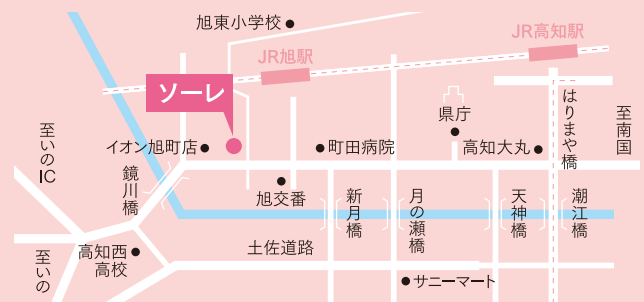 旭東小学校
JR旭駅
JR高知駅
ソーレ
県庁
はりまや橋
至南国
至いのIC
イオン旭町店
町田病院
高知大丸
鏡川橋
旭交番
新月橋
月の瀬橋
天神橋
潮江橋
至いの
高知西
高校
土佐道路
サニーマート